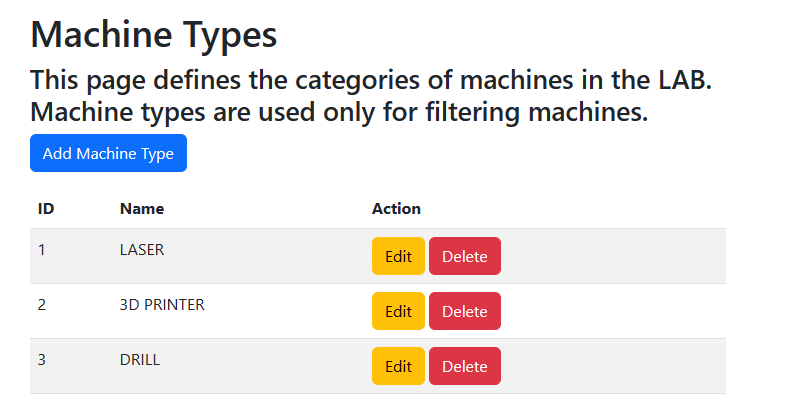 Machine Types
This page defines the categories of machines in the LAB.
Machine types are used only for filtering machines.
Add Machine Type
ID Name Action
1 LASER Edit Delete
2 3D PRINTER Edit Delete
3 DRILL Edit Delete